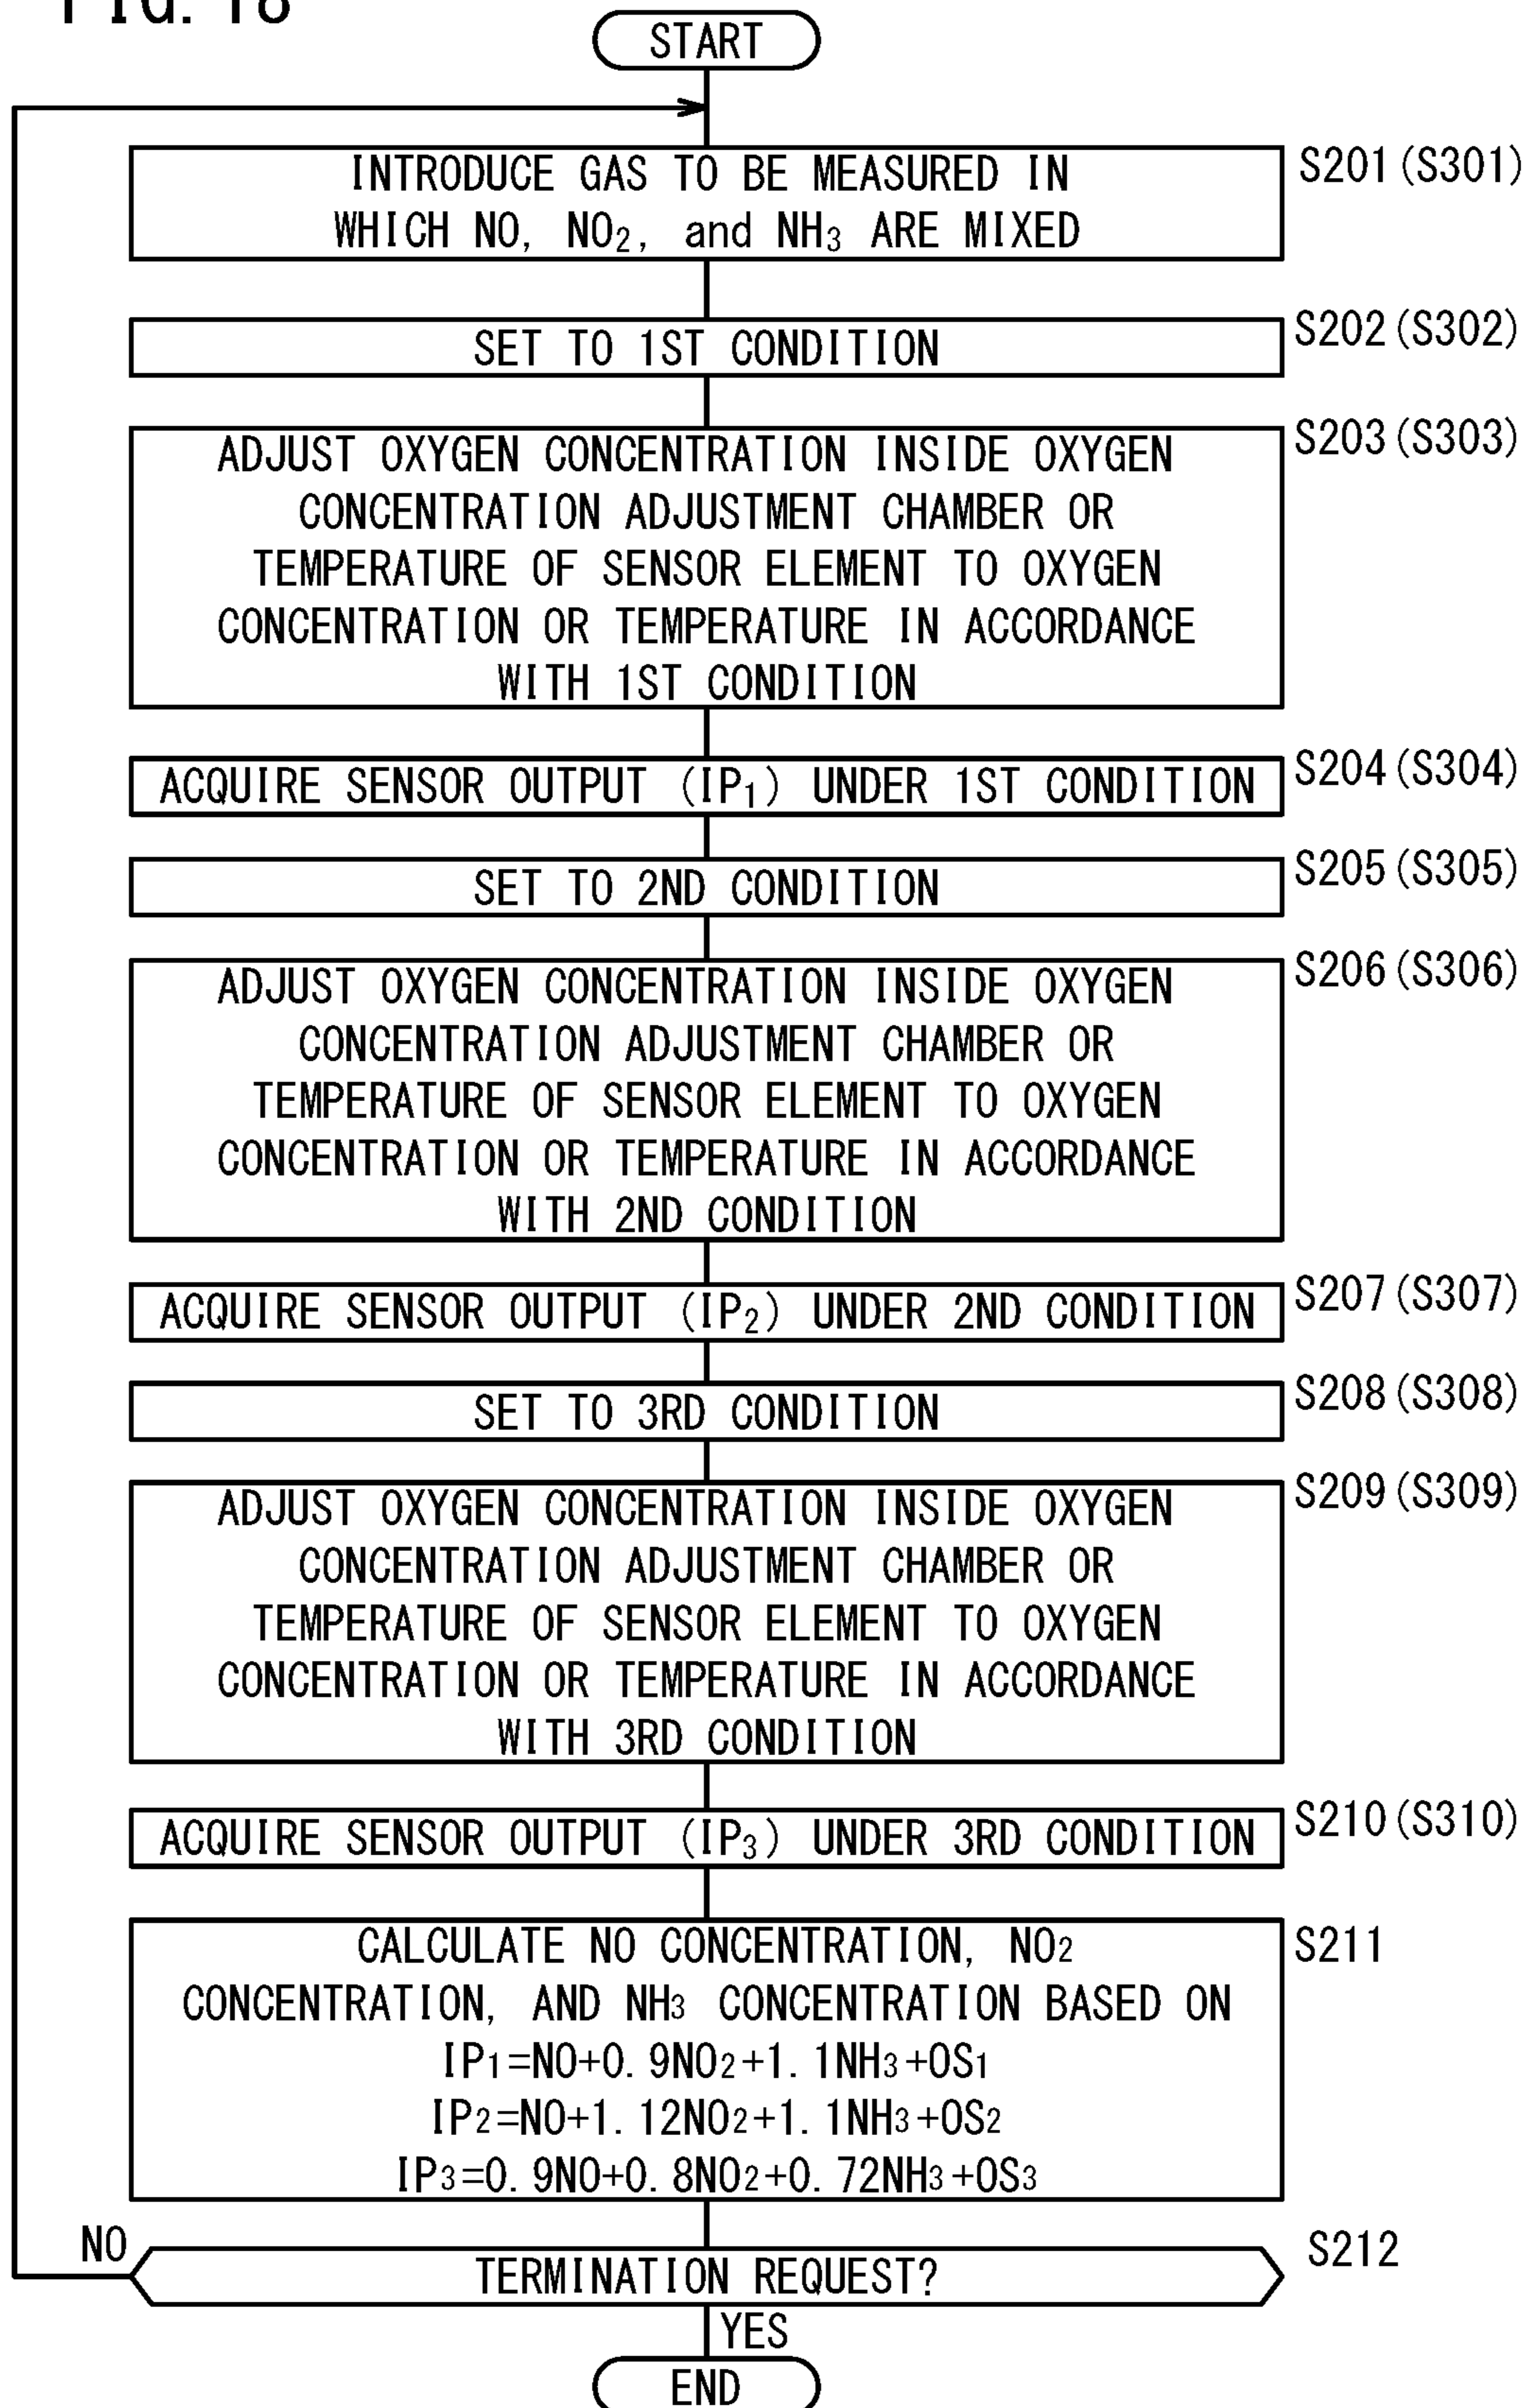 FIG. 18
START
INTRODUCE GAS TO BE MEASURED IN
WHICH NO, NO₂, and NH₃ ARE MIXED
S201(S301)
SET TO 1ST CONDITION
S202(S302)
ADJUST OXYGEN CONCENTRATION INSIDE OXYGEN
CONCENTRATION ADJUSTMENT CHAMBER OR
TEMPERATURE OF SENSOR ELEMENT TO OXYGEN
CONCENTRATION OR TEMPERATURE IN ACCORDANCE
WITH 1ST CONDITION
S203(S303)
ACQUIRE SENSOR OUTPUT (IP₁) UNDER 1ST CONDITION
S204(S304)
SET TO 2ND CONDITION
S205(S305)
ADJUST OXYGEN CONCENTRATION INSIDE OXYGEN
CONCENTRATION ADJUSTMENT CHAMBER OR
TEMPERATURE OF SENSOR ELEMENT TO OXYGEN
CONCENTRATION OR TEMPERATURE IN ACCORDANCE
WITH 2ND CONDITION
S206(S306)
ACQUIRE SENSOR OUTPUT (IP₂) UNDER 2ND CONDITION
S207(S307)
SET TO 3RD CONDITION
S208(S308)
ADJUST OXYGEN CONCENTRATION INSIDE OXYGEN
CONCENTRATION ADJUSTMENT CHAMBER OR
TEMPERATURE OF SENSOR ELEMENT TO OXYGEN
CONCENTRATION OR TEMPERATURE IN ACCORDANCE
WITH 3RD CONDITION
S209(S309)
ACQUIRE SENSOR OUTPUT (IP₃) UNDER 3RD CONDITION
S210(S310)
CALCULATE NO CONCENTRATION, NO₂
CONCENTRATION, AND NH₃ CONCENTRATION BASED ON
IP₁=NO+0.9NO₂+1.1NH₃+OS₁
IP₂=NO+1.12NO₂+1.1NH₃+OS₂
IP₃=0.9NO+0.8NO₂+0.72NH₃+OS₃
S211
NO
TERMINATION REQUEST?
S212
YES
END